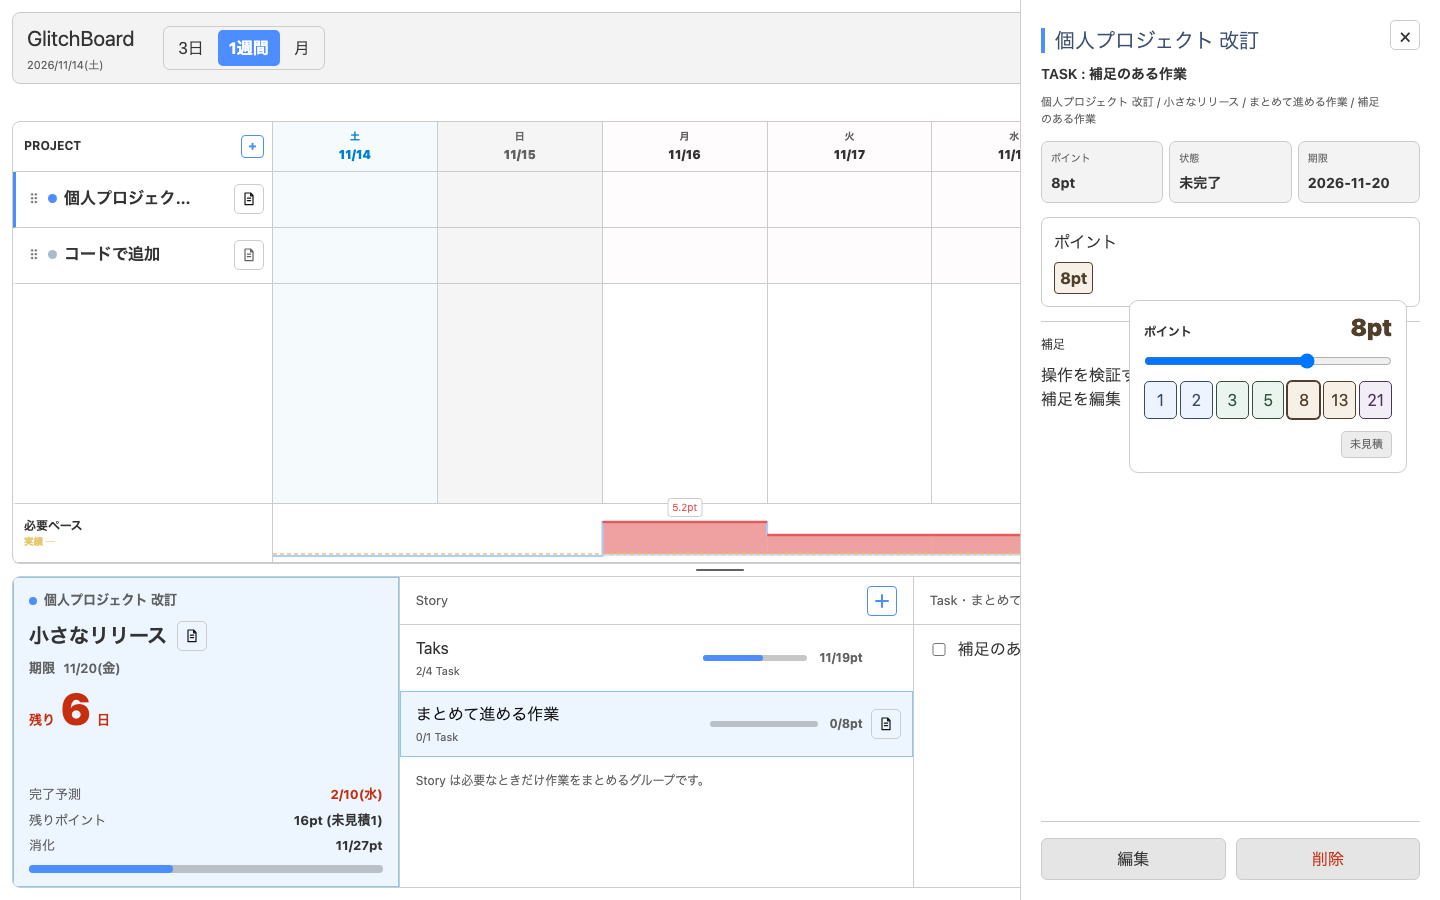 GlitchBoard
2026/11/14(土)
3日 1週間 月
PROJECT +
土 11/14
日 11/15
月 11/16
火 11/17
水 11/1
個人プロジェク...
コードで追加
必要ペース
実績 —
5.2pt
個人プロジェクト 改訂
小さなリリース
期限 11/20(金)
残り 6 日
完了予測 2/10(水)
残りポイント 16pt (未見積1)
消化 11/27pt
Story +
Taks
2/4 Task
11/19pt
まとめて進める作業
0/1 Task
0/8pt
Story は必要なときだけ作業をまとめるグループです。
Task・まとめて
補足のあ
個人プロジェクト 改訂 ×
TASK : 補足のある作業
個人プロジェクト 改訂 / 小さなリリース / まとめて進める作業 / 補足
のある作業
ポイント
8pt
状態
未完了
期限
2026-11-20
ポイント
8pt
補足
操作を検証す
補足を編集
ポイント 8pt
1 2 3 5 8 13 21
未見積
編集 削除